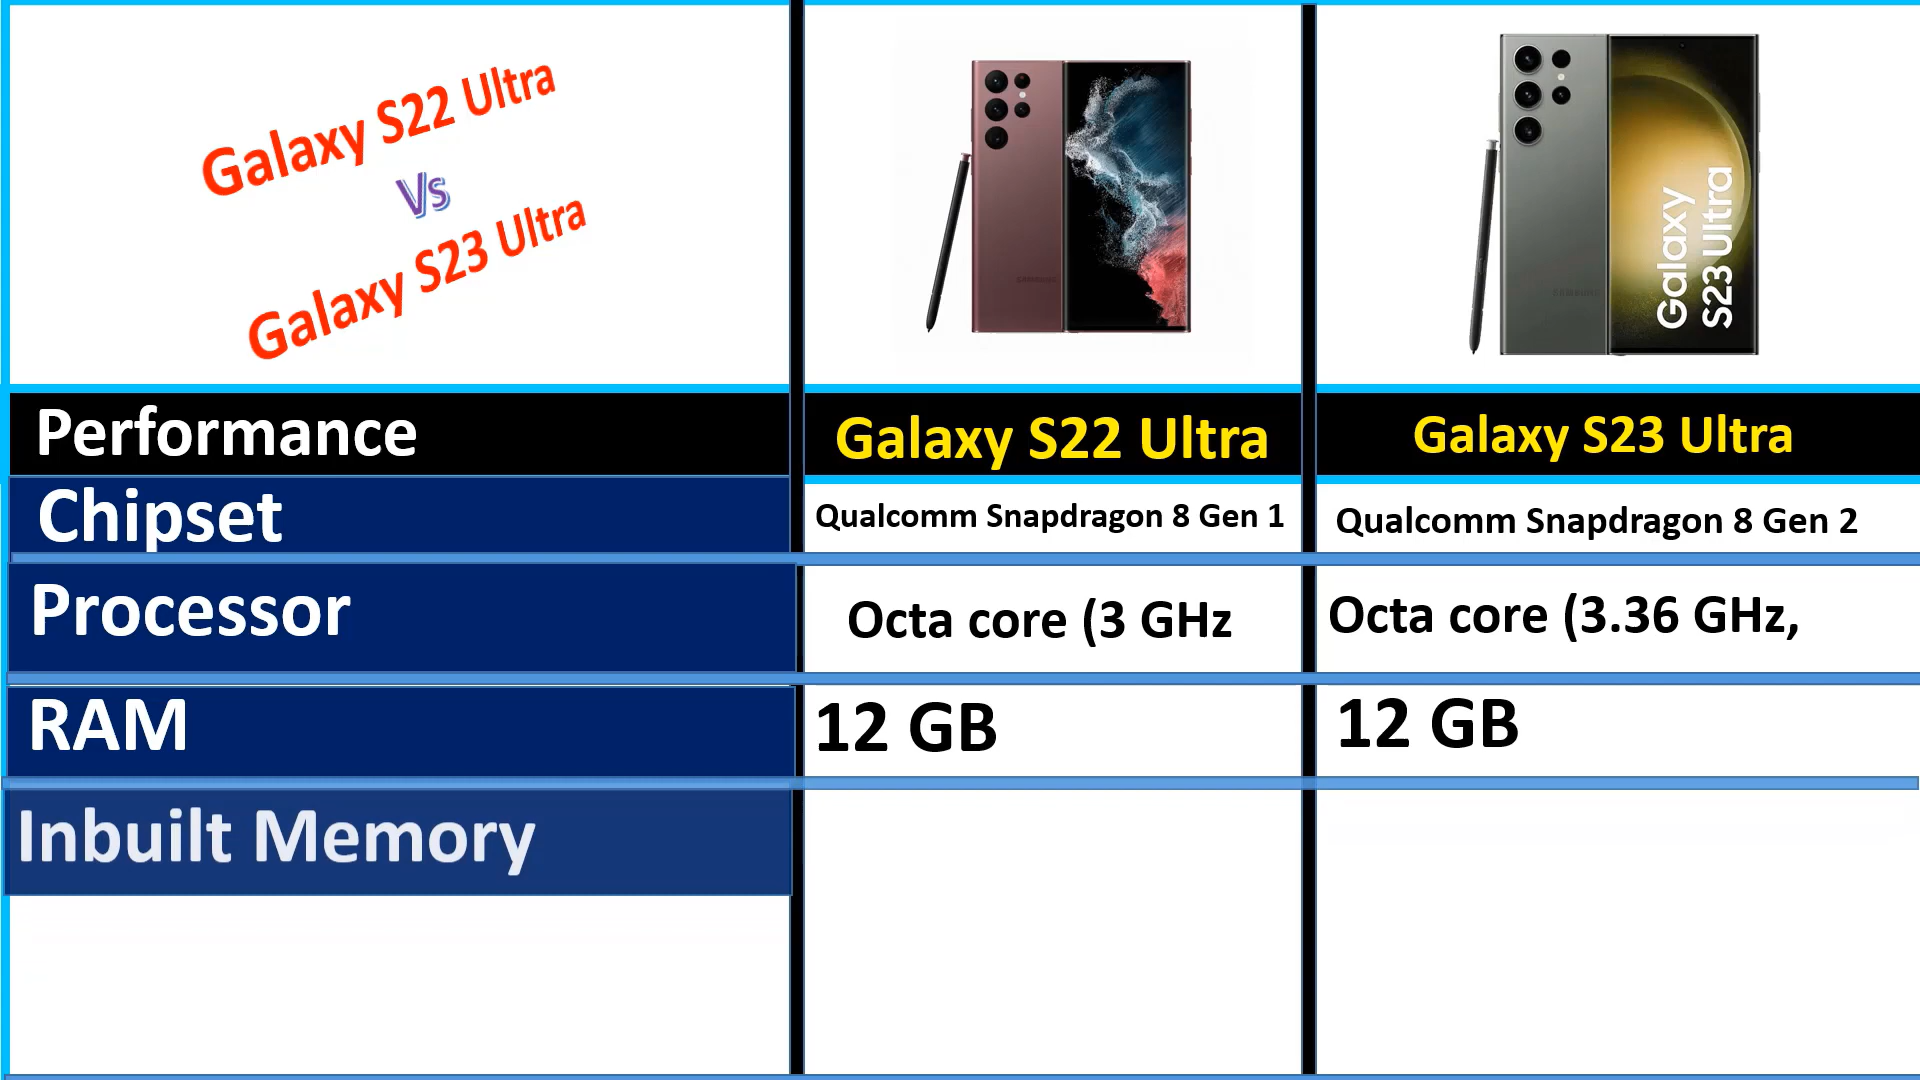 Galaxy S22 Ultra
Vs
Galaxy S23 Ultra
SAMSUNG
SAMSUNG
Galaxy
S23 Ultra
Performance
Galaxy S22 Ultra
Galaxy S23 Ultra
Chipset
Qualcomm Snapdragon 8 Gen 1
Qualcomm Snapdragon 8 Gen 2
Processor
Octa core (3 GHz
Octa core (3.36 GHz,
RAM
12 GB
12 GB
Inbuilt Memory